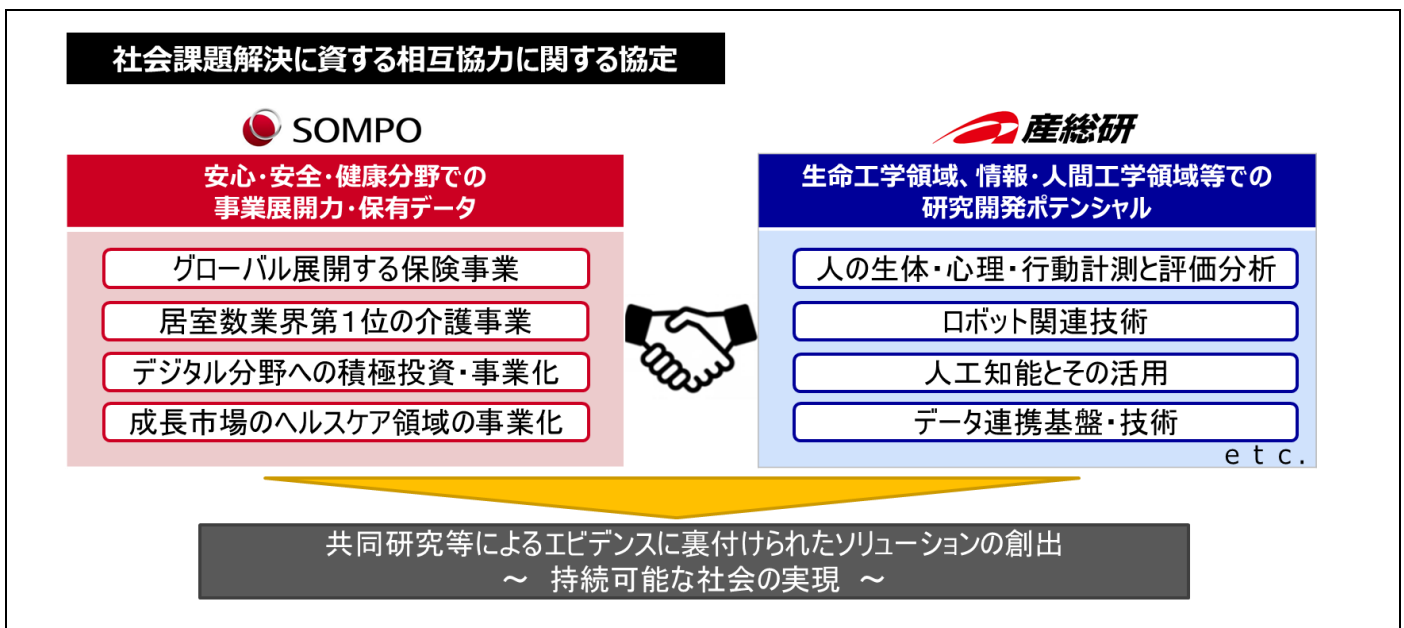 社会課題解決に資する相互協力に関する協定
SOMPO
安心・安全・健康分野での
事業展開力・保有データ
グローバル展開する保険事業
居室数業界第1位の介護事業
デジタル分野への積極投資・事業化
成長市場のヘルスケア領域の事業化
産総研
生命工学領域、情報・人間工学領域等での
研究開発ポテンシャル
人の生体・心理・行動計測と評価分析
ロボット関連技術
人工知能とその活用
データ連携基盤・技術
etc.
共同研究等によるエビデンスに裏付けられたソリューションの創出
～ 持続可能な社会の実現 ～